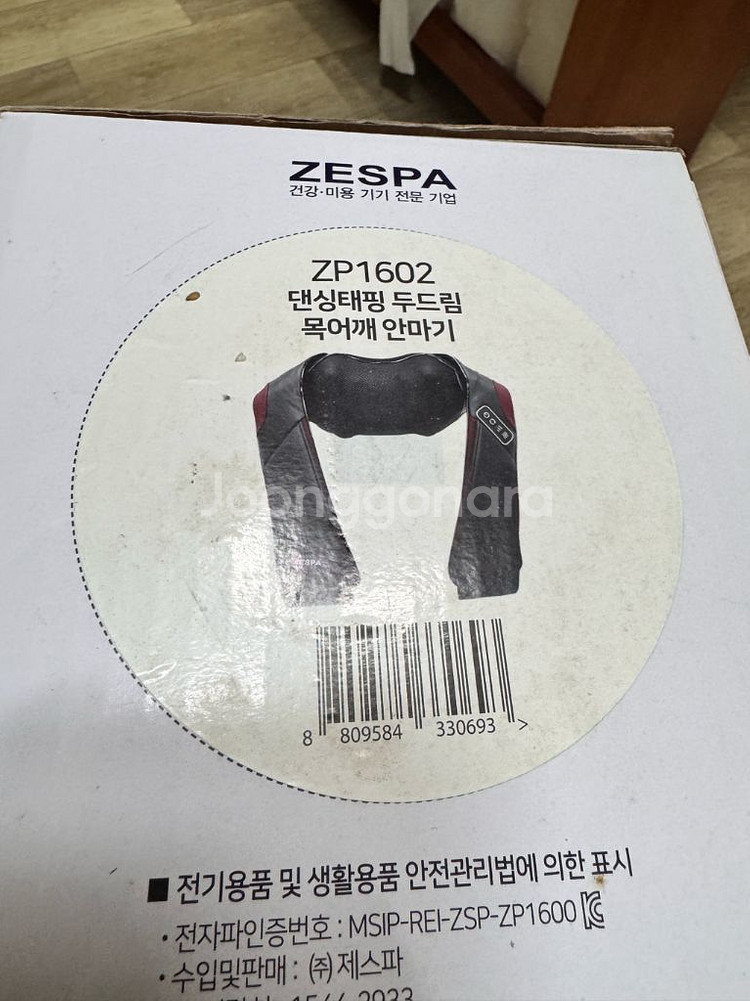 ZESPA
건강·미용 기기 전문 기업
ZP1602
댄싱태핑 두드림
목어깨 안마기
Joonggonara
ZESPA
8 809584 330693 >
■ 전기용품 및 생활용품 안전관리법에 의한 표시
· 전자파인증번호 : MSIP-REI-ZSP-ZP1600
· 수입및판매 : ㈜제스파